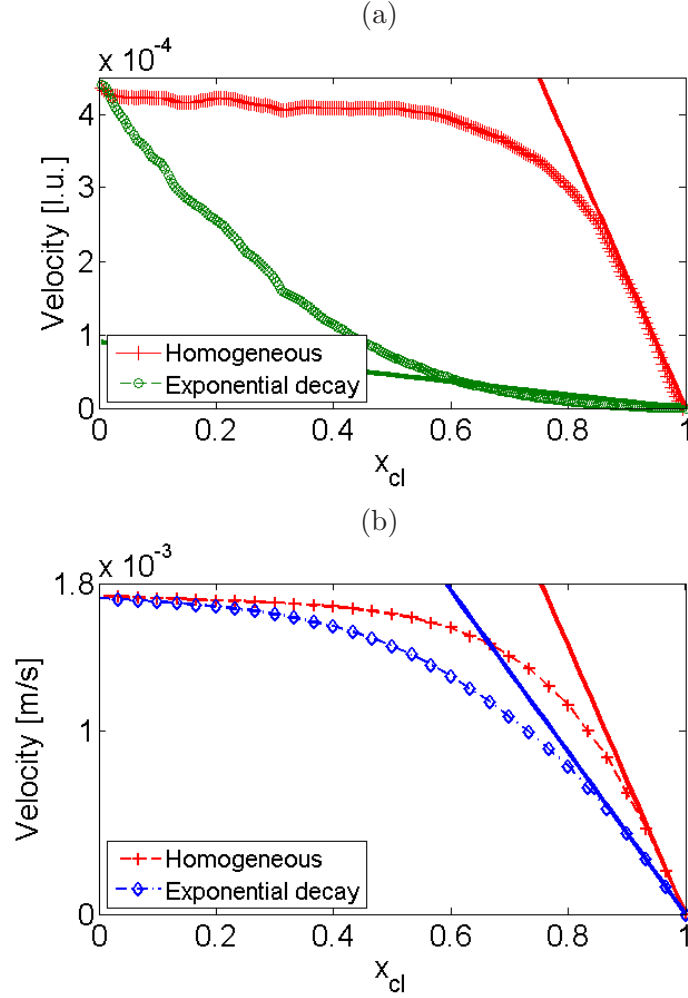 (a)
x 10^-4
4
2
1
0
Velocity [l.u.]
Homogeneous
Exponential decay
0 0.2 0.4 0.6 0.8 1
x_cl
(b)
x 10^-3
1.8
1
0
Velocity [m/s]
Homogeneous
Exponential decay
0 0.2 0.4 0.6 0.8 1
x_cl